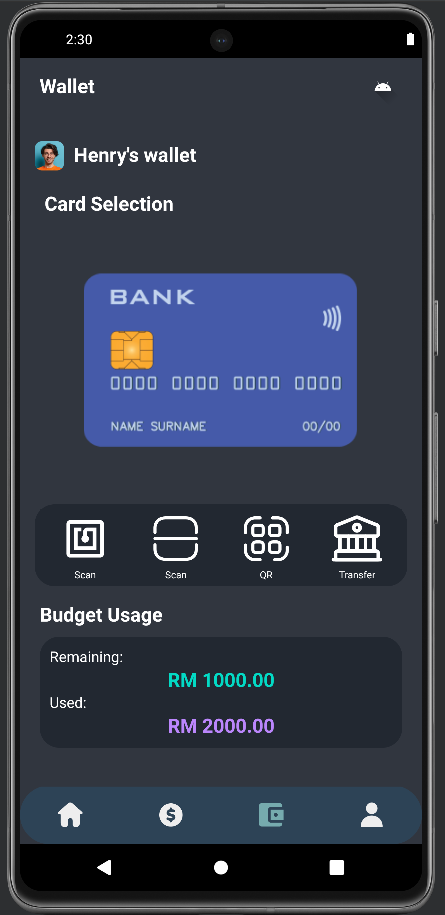 2:30
Wallet
Henry's wallet
Card Selection
BANK
0000 0000 0000 0000
NAME SURNAME 00/00
Scan Scan QR Transfer
Budget Usage
Remaining:
RM 1000.00
Used:
RM 2000.00